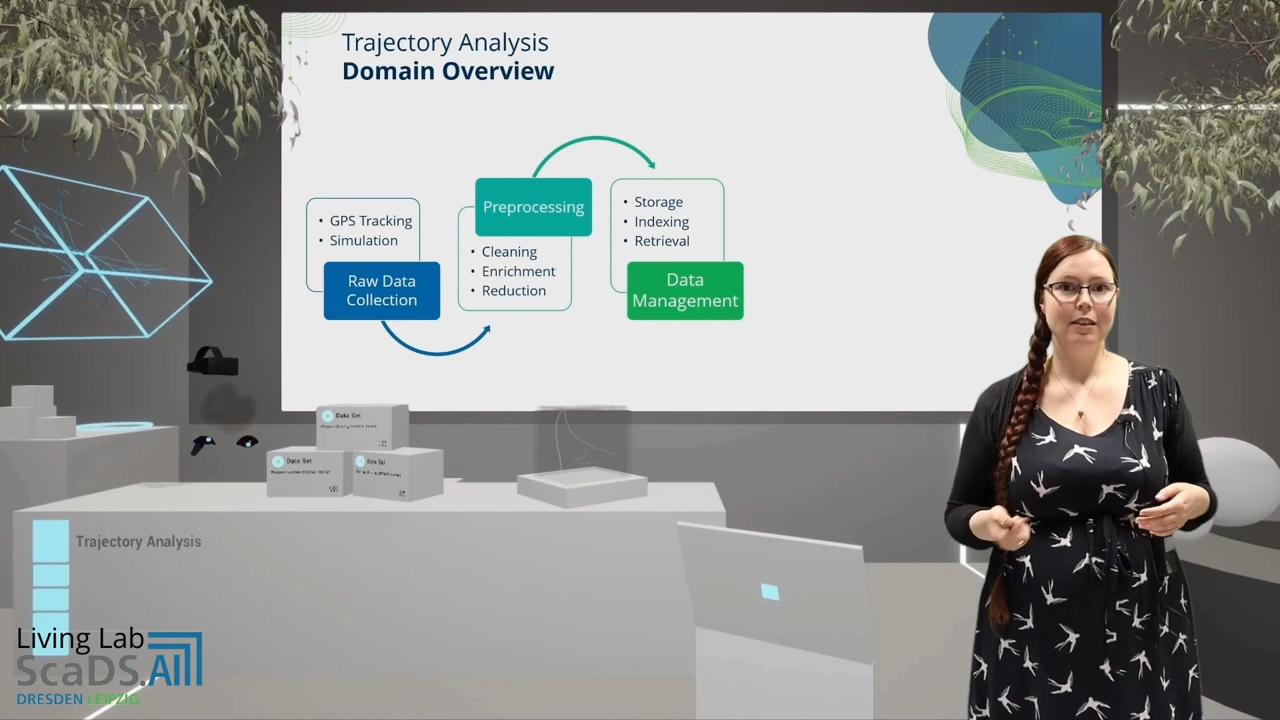 Trajectory Analysis
Domain Overview
GPS Tracking
Simulation
Raw Data
Collection
Preprocessing
Cleaning
Enrichment
Reduction
Storage
Indexing
Retrieval
Data
Management
Data Set
Data Set
Data Set
Trajectory Analysis
Living Lab
ScaDS.AI
DRESDEN LEIPZIG